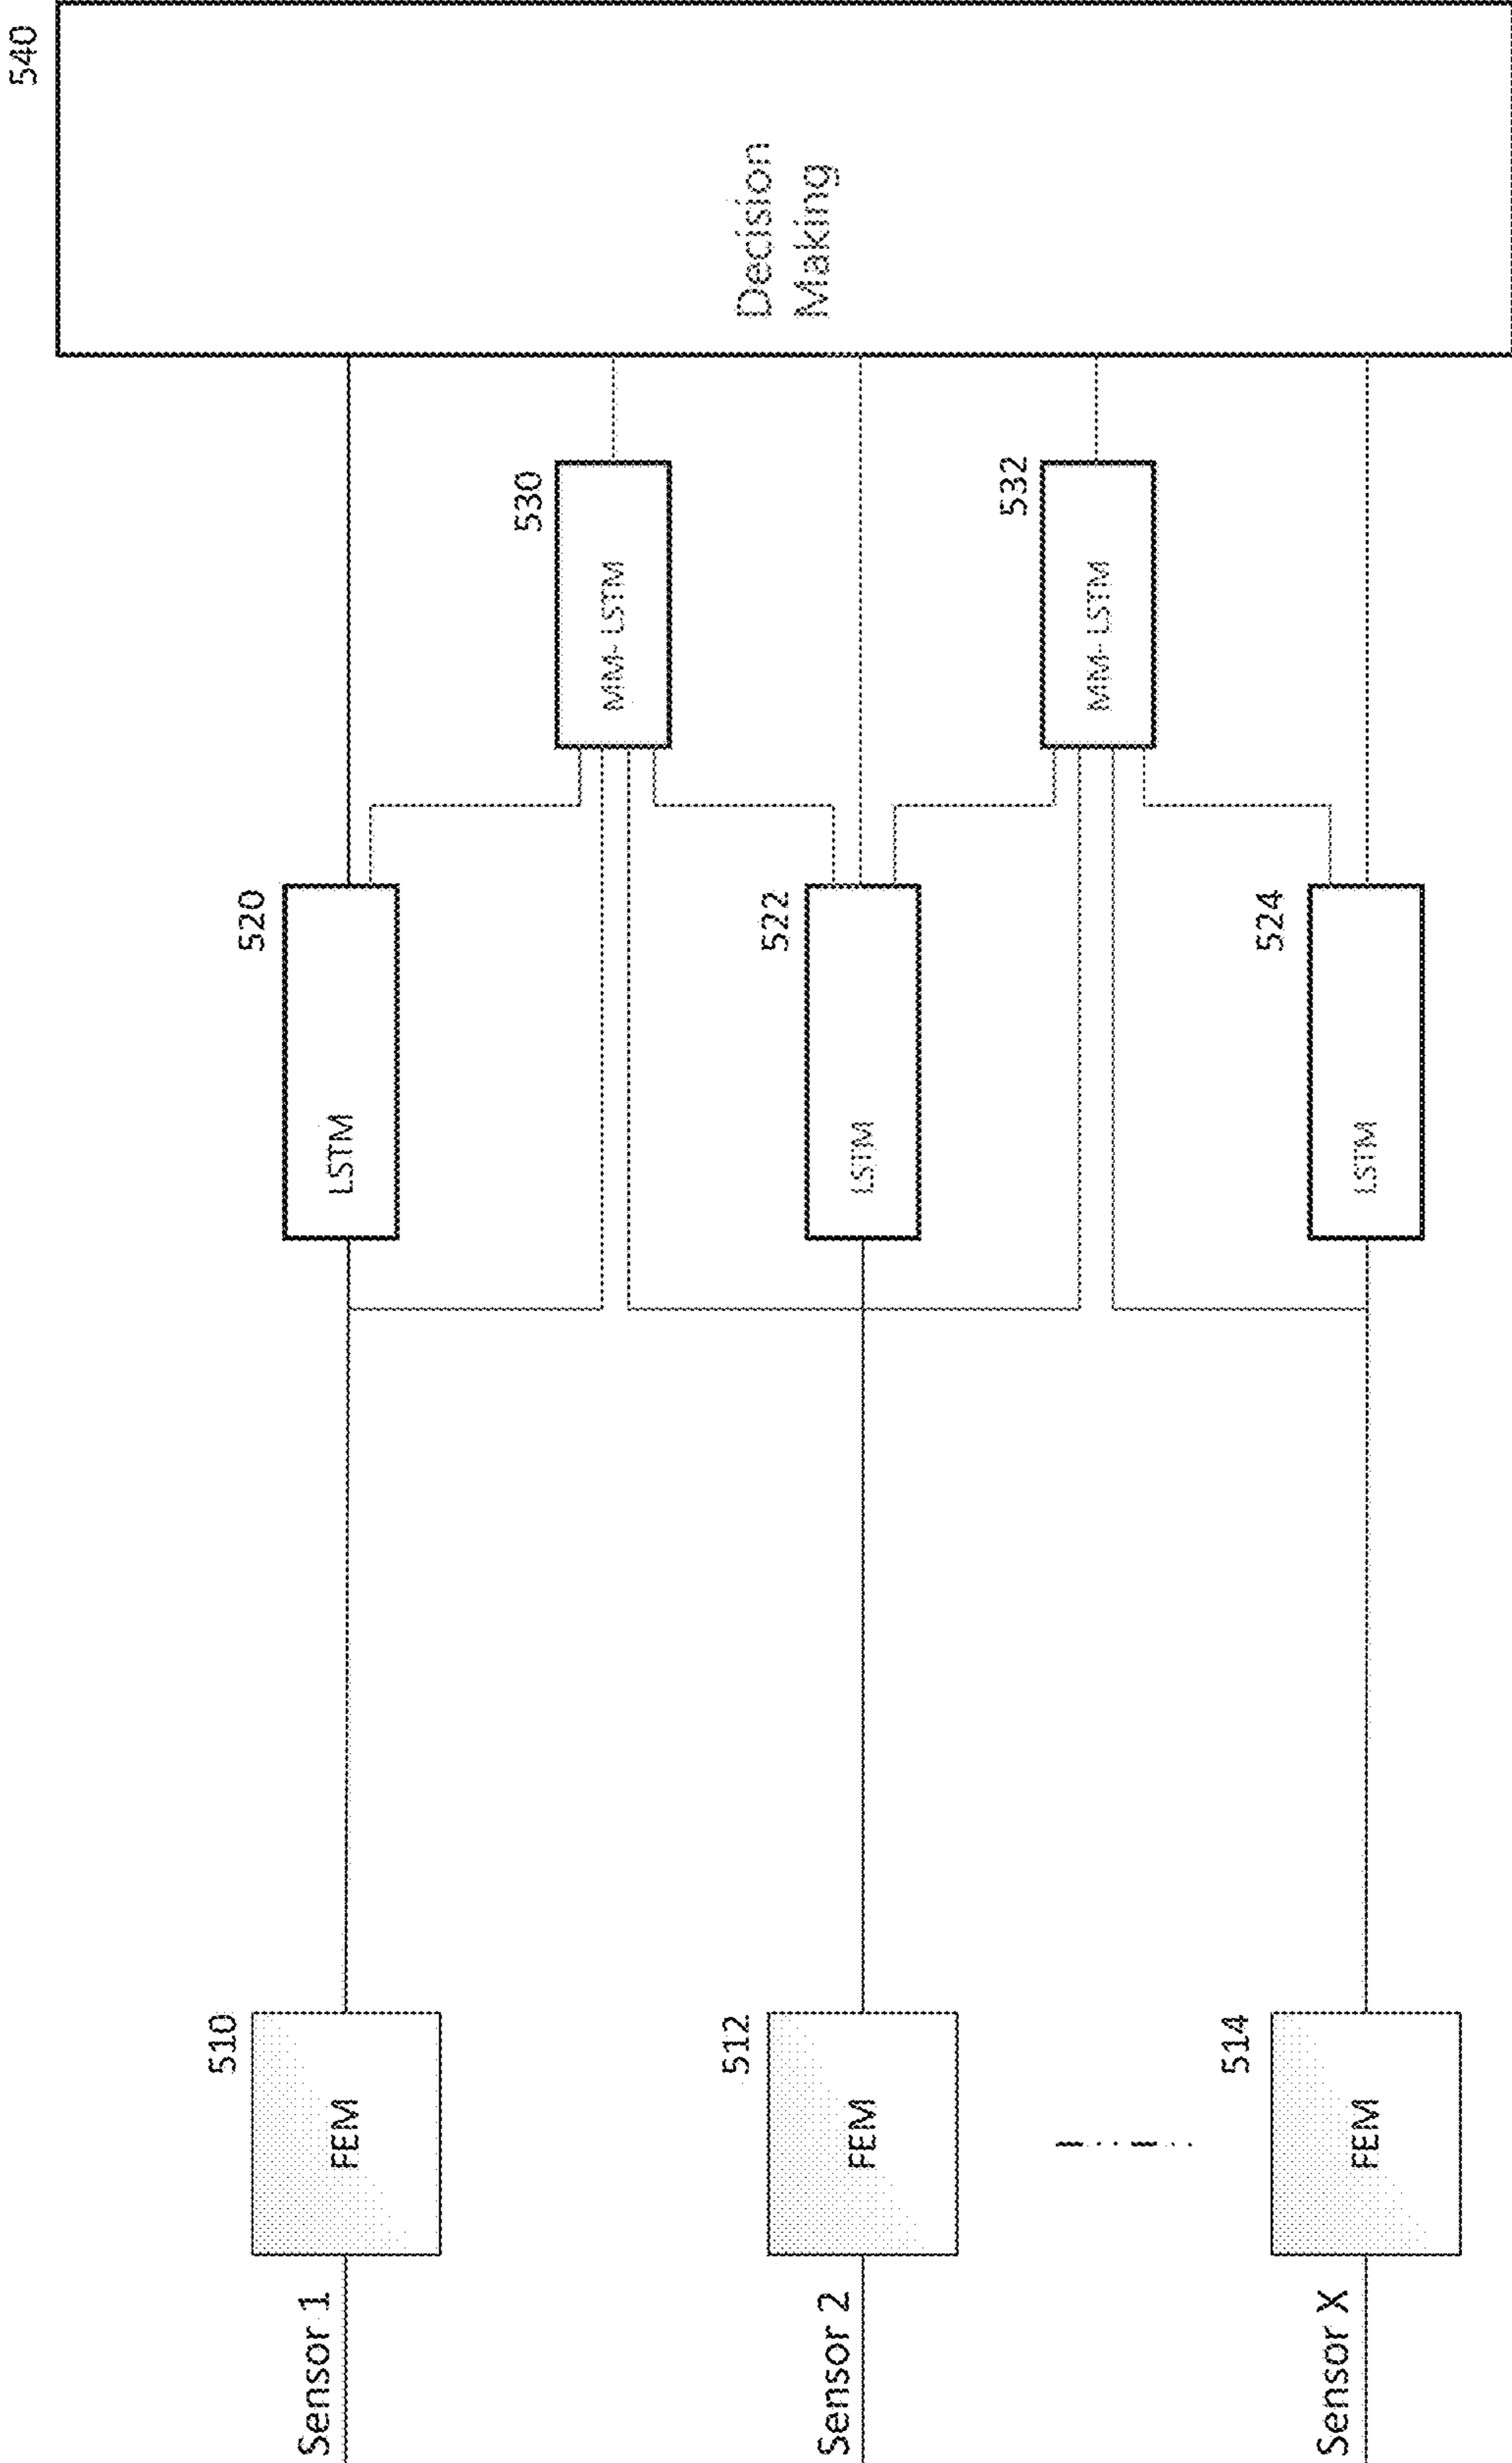 Sensor 1
510
FEM
520
LSTM
530
MM- LSTM
Sensor 2
512
FEM
522
LSTM
532
MM- LSTM
Sensor X
514
FEM
524
LSTM
540
Decision
Making